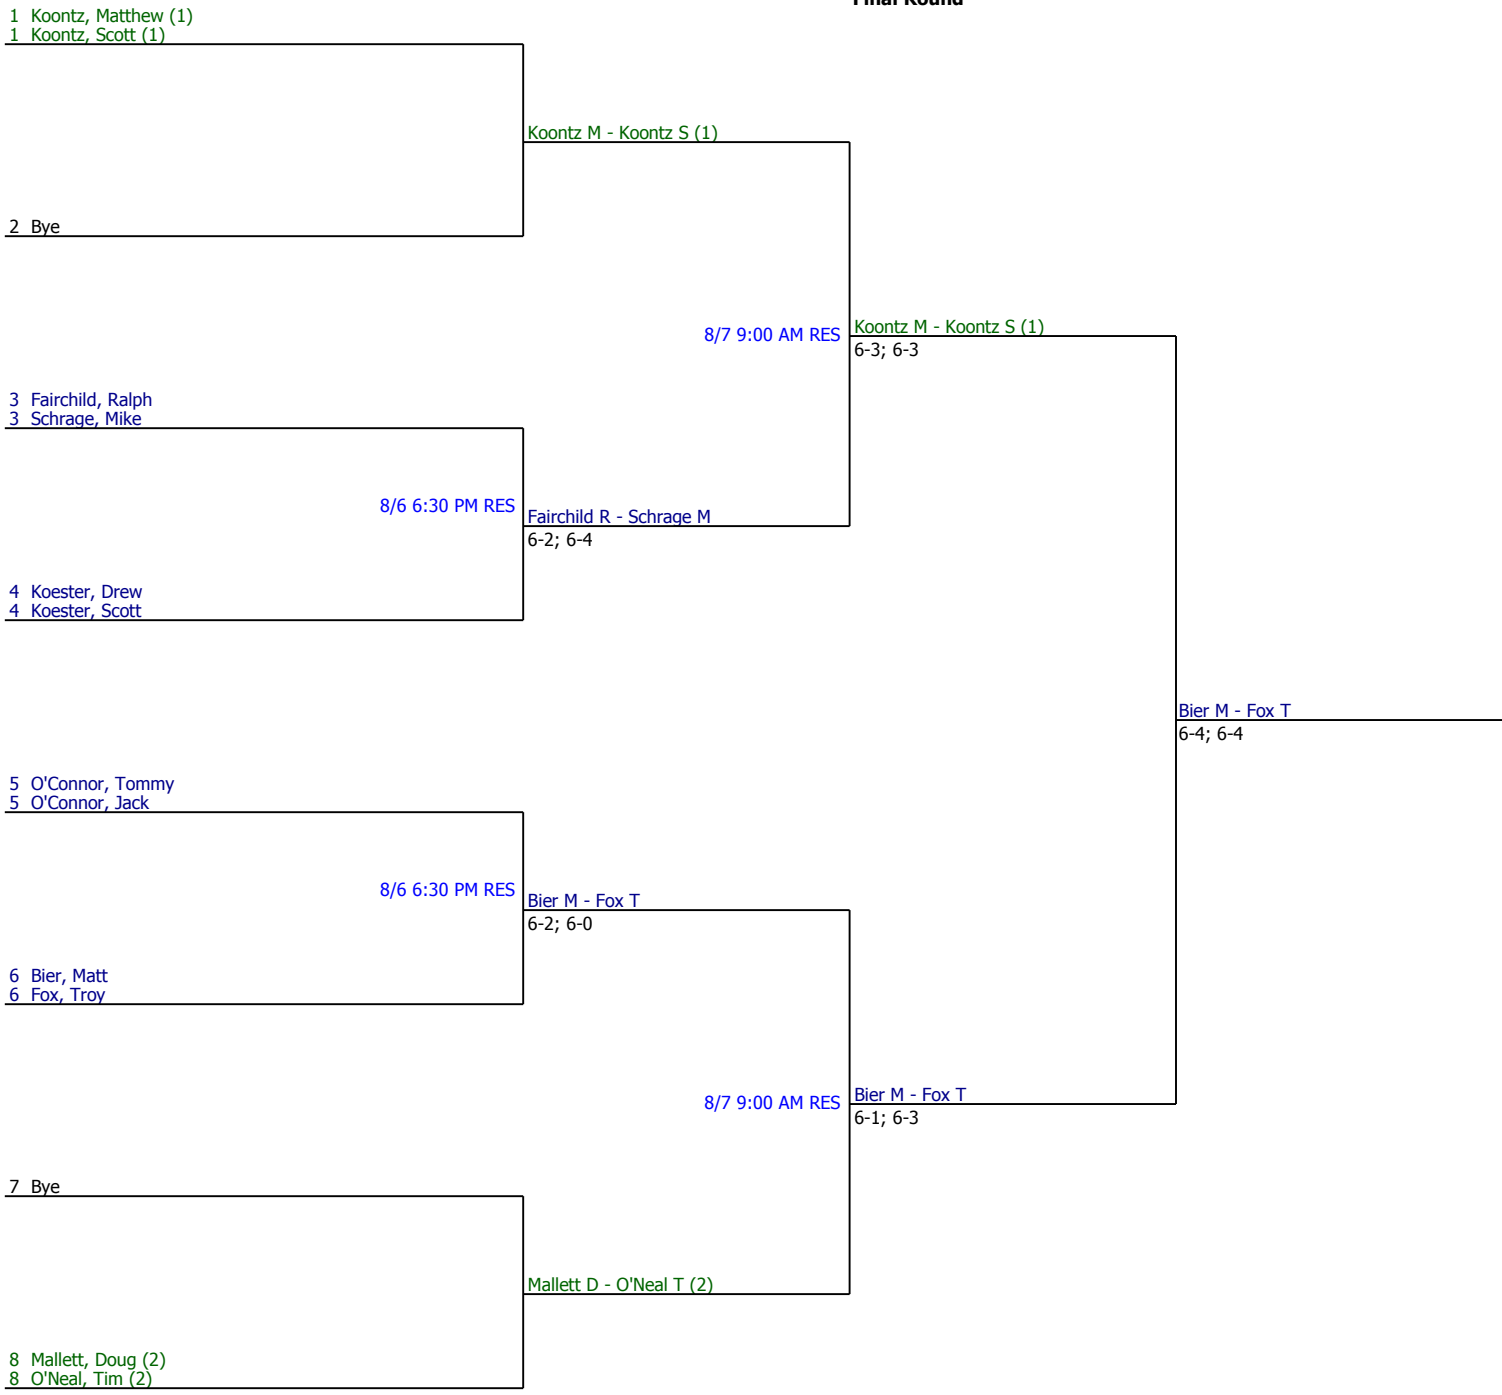 Final Round
1 Koontz, Matthew (1)
1 Koontz, Scott (1)
Koontz M - Koontz S (1)
2 Bye
8/7 9:00 AM RES
Koontz M - Koontz S (1)
6-3; 6-3
3 Fairchild, Ralph
3 Schrage, Mike
8/6 6:30 PM RES
Fairchild R - Schrage M
6-2; 6-4
4 Koester, Drew
4 Koester, Scott
Bier M - Fox T
6-4; 6-4
5 O'Connor, Tommy
5 O'Connor, Jack
8/6 6:30 PM RES
Bier M - Fox T
6-2; 6-0
6 Bier, Matt
6 Fox, Troy
8/7 9:00 AM RES
Bier M - Fox T
6-1; 6-3
7 Bye
Mallett D - O'Neal T (2)
8 Mallett, Doug (2)
8 O'Neal, Tim (2)